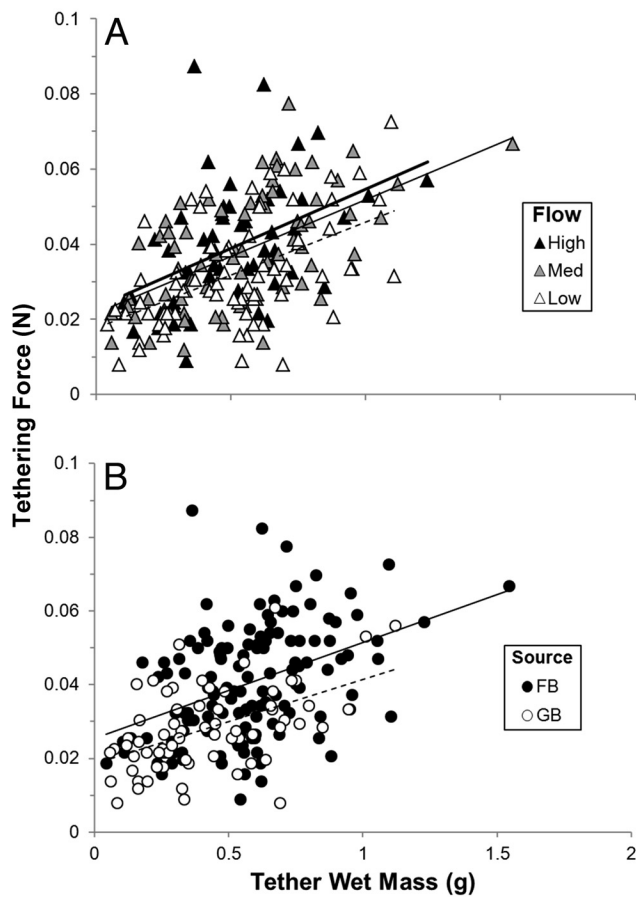 A
0.1
0.08
0.06
0.04
0.02
0
2
Flow
High
Med
Low
Tethering Force (N)
B
0.1
0.08
0.06
0.04
0.02
0
Source
FB
GB
0 0.5 1 1.5 2
Tether Wet Mass (g)